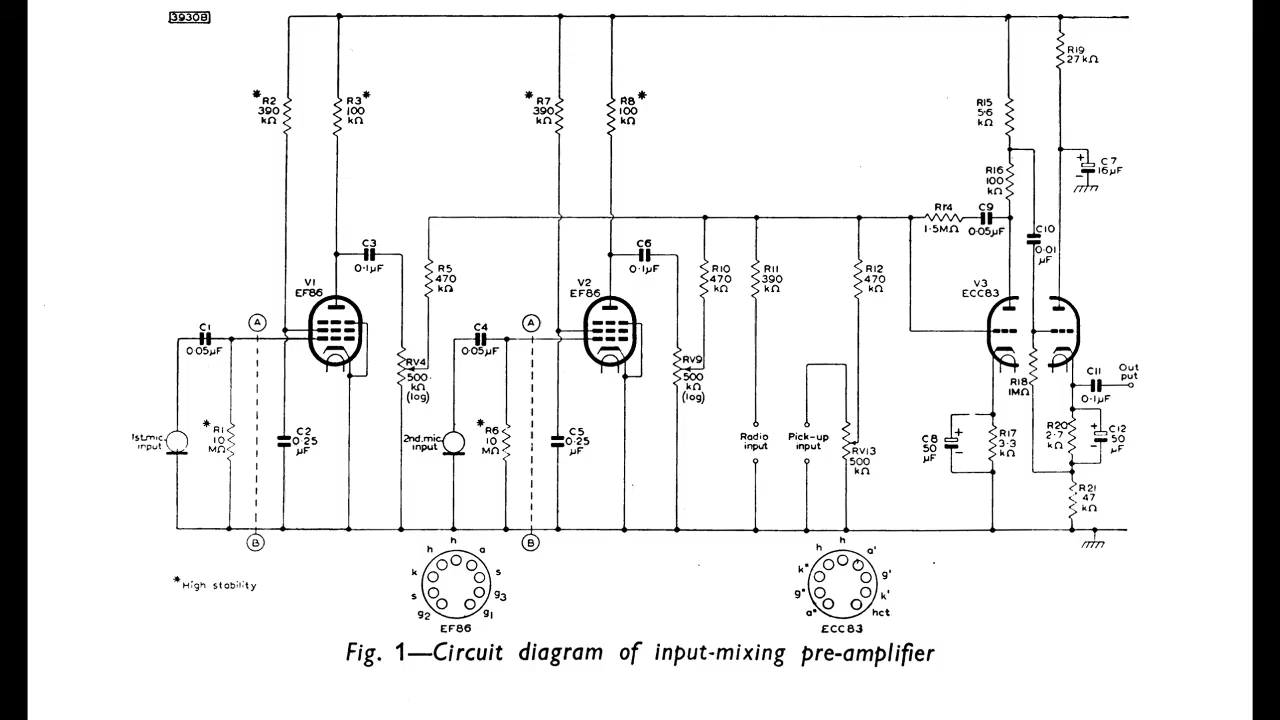 3930B
R19
27kΩ
* R2
390
kΩ
R3 *
100
kΩ
* R7
390
kΩ
R8 *
100
kΩ
R15
5·6
kΩ
+
C7
16µF
-
R16
100
kΩ
R14
1·5MΩ
C9
0·05µF
C10
0·01
µF
C3
0·1µF
C6
0·1µF
R5
470
kΩ
R10
470
kΩ
R11
390
kΩ
R12
470
kΩ
V1
EF86
V2
EF86
V3
ECC83
C1
0·05µF
A
C4
0·05µF
A
RV4
500
kΩ
(log)
RV9
500
kΩ
(log)
R18
1MΩ
C11
0·1µF
Out
put
1st.mic.
input
* R1
10
MΩ
C2
0·25
µF
2nd.mic.
input
* R6
10
MΩ
C5
0·25
µF
Radio
input
Pick-up
input
RV13
500
kΩ
C8
50
µF
+
-
R17
3·3
kΩ
R20
2·7
kΩ
+
-
C12
50
µF
R21
47
kΩ
B
B
h
h
a
k
s
s
g3
g2
g1
EF86
h
h
a'
k"
g'
g"
k'
a"
hct
ECC83
*High stability
Fig. 1—Circuit diagram of input-mixing pre-amplifier